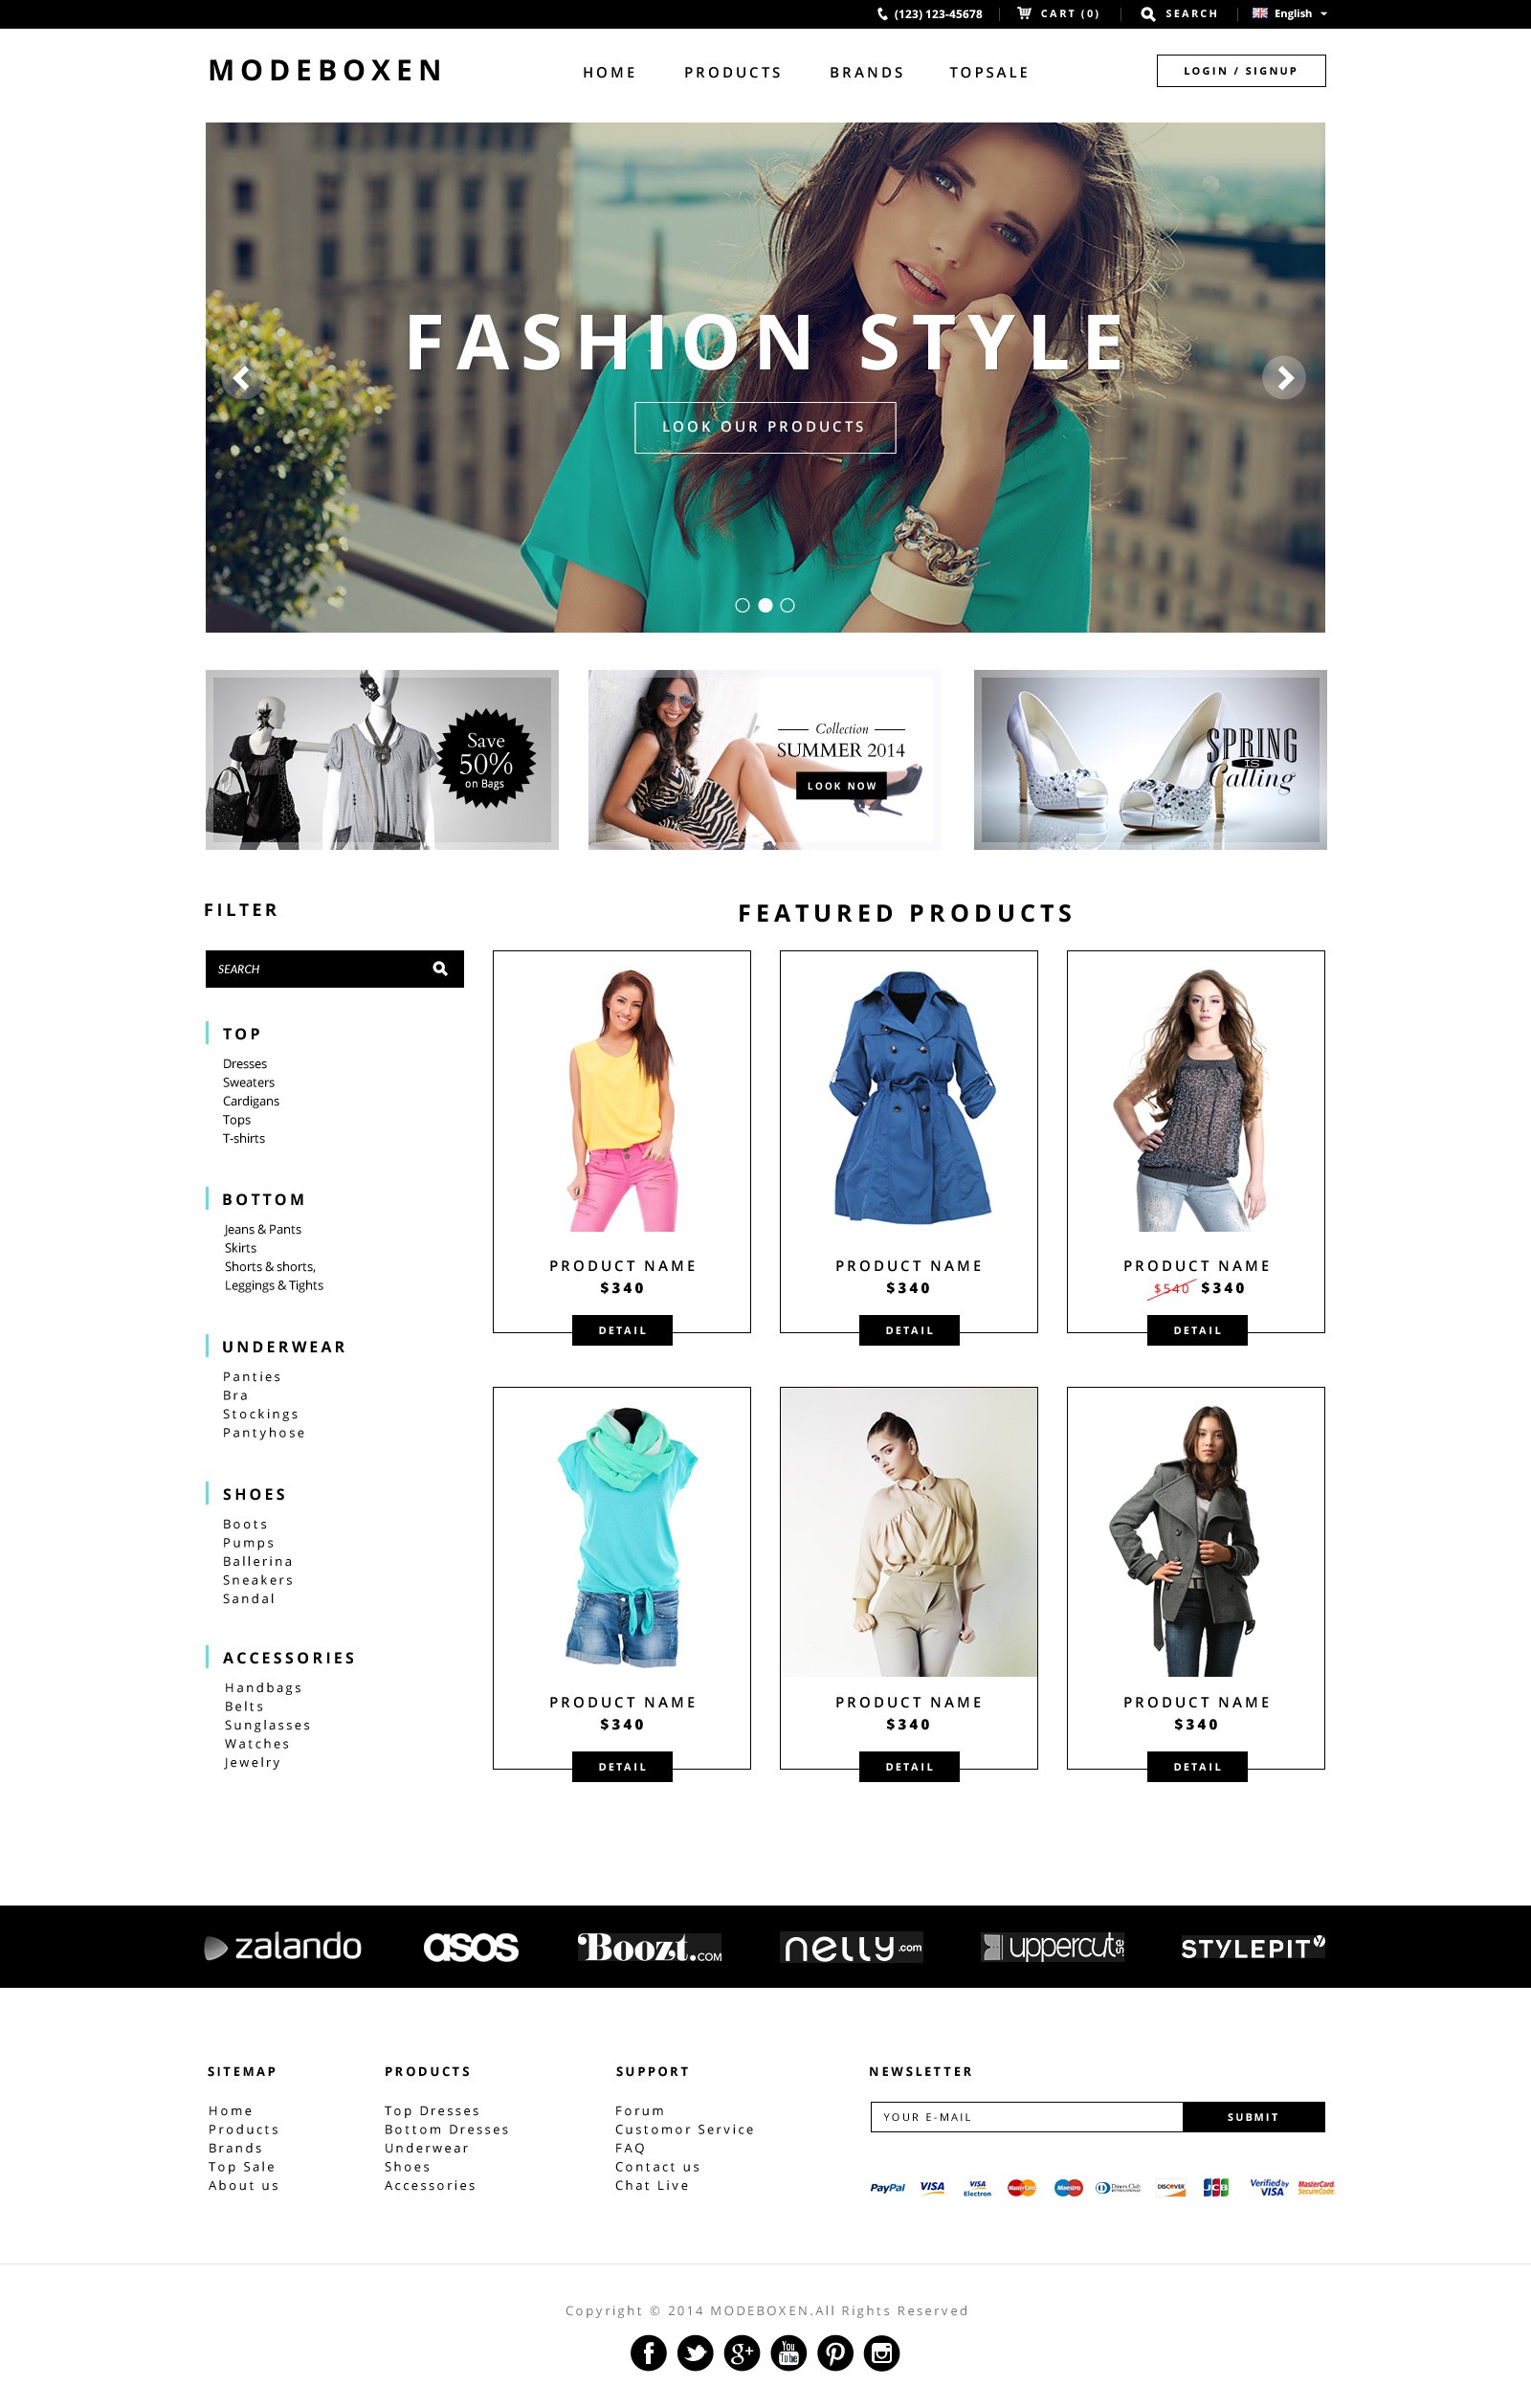 (123) 123-45678
CART (0)
SEARCH
English
MODEBOXEN
HOME
PRODUCTS
BRANDS
TOPSALE
LOGIN / SIGNUP
FASHION STYLE
LOOK OUR PRODUCTS
Save
50%
on Bags
Collection
SUMMER 2014
LOOK NOW
SPRING
IS
Calling
FILTER
SEARCH
TOP
Dresses
Sweaters
Cardigans
Tops
T-shirts
BOTTOM
Jeans & Pants
Skirts
Shorts & shorts,
Leggings & Tights
UNDERWEAR
Panties
Bra
Stockings
Pantyhose
SHOES
Boots
Pumps
Ballerina
Sneakers
Sandal
ACCESSORIES
Handbags
Belts
Sunglasses
Watches
Jewelry
FEATURED PRODUCTS
PRODUCT NAME
$340
DETAIL
PRODUCT NAME
$340
DETAIL
PRODUCT NAME
$540 $340
DETAIL
PRODUCT NAME
$340
DETAIL
PRODUCT NAME
$340
DETAIL
PRODUCT NAME
$340
DETAIL
zalando
asos
Boozt.COM
nelly.com
uppercut.se
STYLEPIT
SITEMAP
Home
Products
Brands
Top Sale
About us
PRODUCTS
Top Dresses
Bottom Dresses
Underwear
Shoes
Accessories
SUPPORT
Forum
Customor Service
FAQ
Contact us
Chat Live
NEWSLETTER
YOUR E-MAIL
SUBMIT
PayPal
VISA
VISA
Electron
MasterCard
Maestro
Diners Club
INTERNATIONAL
DISCOVER
JCB
Verified by
VISA
MasterCard.
SecureCode.
Copyright © 2014 MODEBOXEN.All Rights Reserved
f
g+
You
Tube